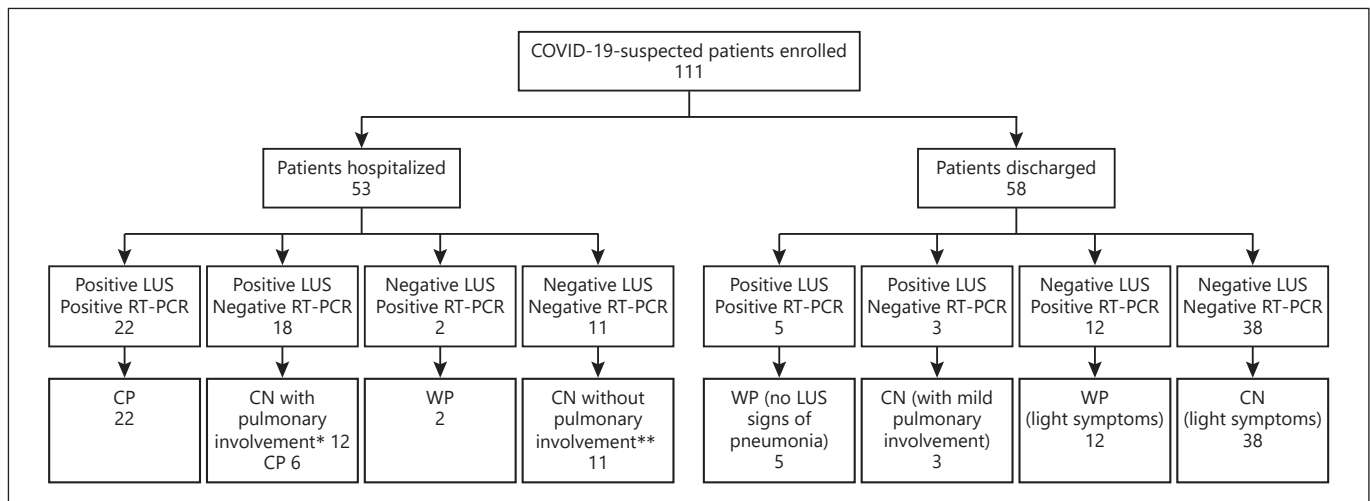 COVID-19-suspected patients enrolled
111
Patients hospitalized
53
Patients discharged
58
Positive LUS
Positive RT-PCR
22
Positive LUS
Negative RT-PCR
18
Negative LUS
Positive RT-PCR
2
Negative LUS
Negative RT-PCR
11
Positive LUS
Positive RT-PCR
5
Positive LUS
Negative RT-PCR
3
Negative LUS
Positive RT-PCR
12
Negative LUS
Negative RT-PCR
38
CP
22
CN with
pulmonary
involvement* 12
CP 6
WP
2
CN without
pulmonary
involvement**
11
WP (no LUS
signs of
pneumonia)
5
CN (with mild
pulmonary
involvement)
3
WP
(light symptoms)
12
CN
(light symptoms)
38